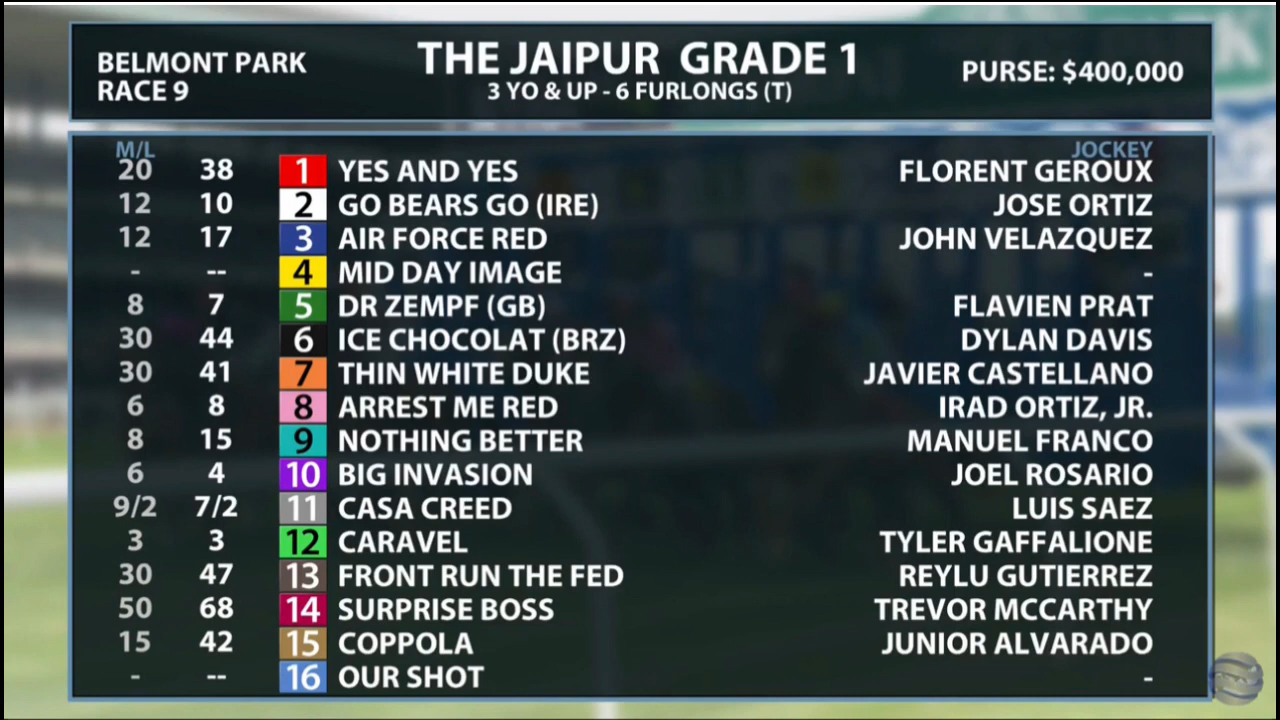 BELMONT PARK
RACE 9
THE JAIPUR GRADE 1
3 YO & UP - 6 FURLONGS (T)
PURSE: $400,000
M/L JOCKEY
20 38 1 YES AND YES FLORENT GEROUX
12 10 2 GO BEARS GO (IRE) JOSE ORTIZ
12 17 3 AIR FORCE RED JOHN VELAZQUEZ
- -- 4 MID DAY IMAGE -
8 7 5 DR ZEMPF (GB) FLAVIEN PRAT
30 44 6 ICE CHOCOLAT (BRZ) DYLAN DAVIS
30 41 7 THIN WHITE DUKE JAVIER CASTELLANO
6 8 8 ARREST ME RED IRAD ORTIZ, JR.
8 15 9 NOTHING BETTER MANUEL FRANCO
6 4 10 BIG INVASION JOEL ROSARIO
9/2 7/2 11 CASA CREED LUIS SAEZ
3 3 12 CARAVEL TYLER GAFFALIONE
30 47 13 FRONT RUN THE FED REYLU GUTIERREZ
50 68 14 SURPRISE BOSS TREVOR MCCARTHY
15 42 15 COPPOLA JUNIOR ALVARADO
- -- 16 OUR SHOT -